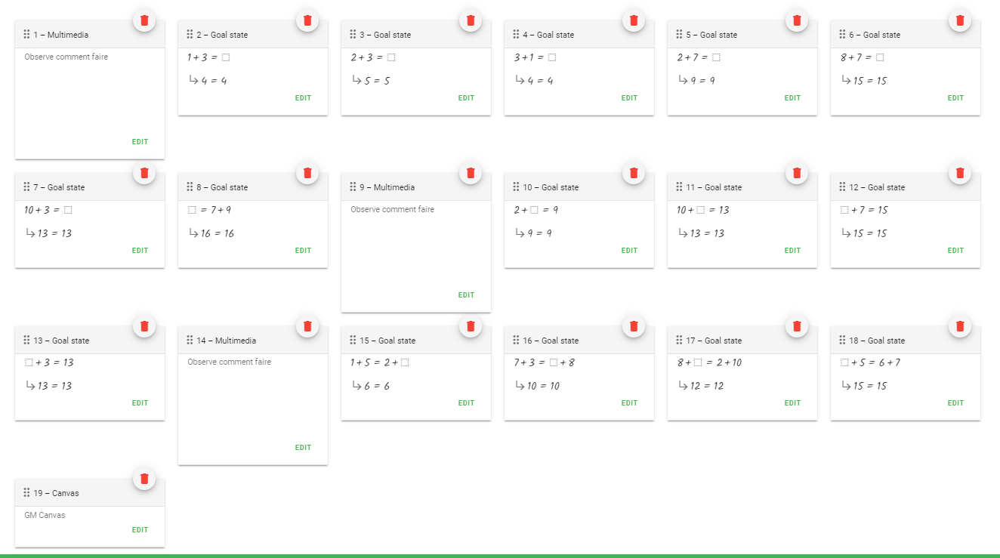 1 – Multimedia
Observe comment faire
EDIT
2 – Goal state
1+3 = □
↳ 4 = 4
EDIT
3 – Goal state
2+3 = □
↳ 5 = 5
EDIT
4 – Goal state
3+1 = □
↳ 4 = 4
EDIT
5 – Goal state
2+7 = □
↳ 9 = 9
EDIT
6 – Goal state
8+7 = □
↳ 15 = 15
EDIT
7 – Goal state
10+3 = □
↳ 13 = 13
EDIT
8 – Goal state
□ = 7+9
↳ 16 = 16
EDIT
9 – Multimedia
Observe comment faire
EDIT
10 – Goal state
2+□ = 9
↳ 9 = 9
EDIT
11 – Goal state
10+□ = 13
↳ 13 = 13
EDIT
12 – Goal state
□+7 = 15
↳ 15 = 15
EDIT
13 – Goal state
□+3 = 13
↳ 13 = 13
EDIT
14 – Multimedia
Observe comment faire
EDIT
15 – Goal state
1+5 = 2+□
↳ 6 = 6
EDIT
16 – Goal state
7+3 = □+8
↳ 10 = 10
EDIT
17 – Goal state
8+□ = 2+10
↳ 12 = 12
EDIT
18 – Goal state
□+5 = 6+7
↳ 15 = 15
EDIT
19 – Canvas
GM Canvas
EDIT